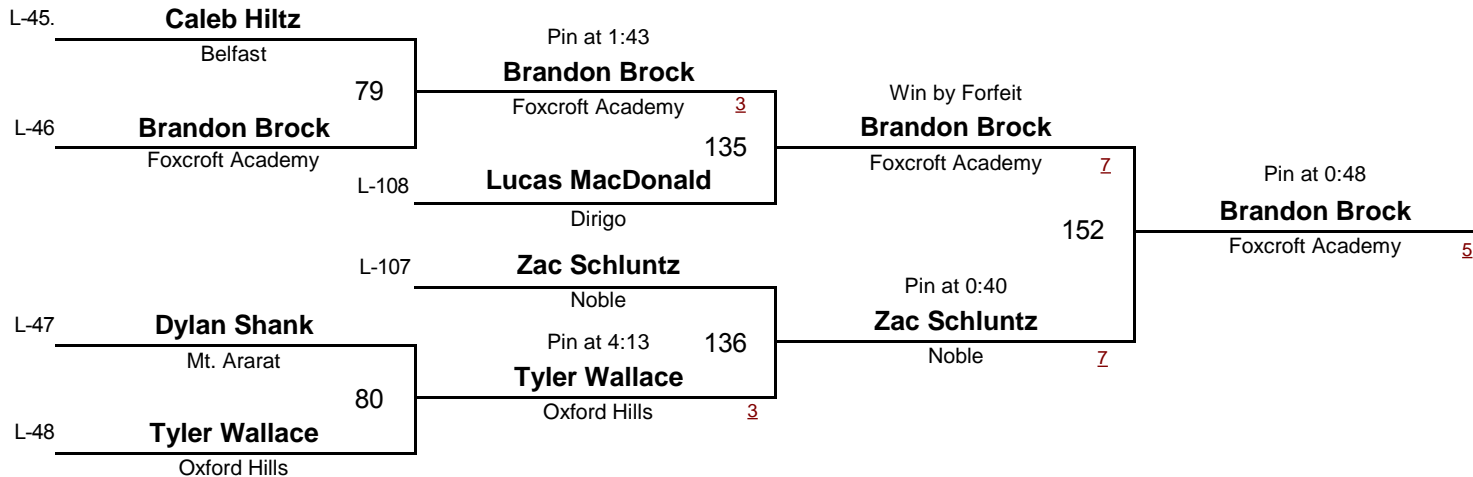 L-45.
Caleb Hiltz
Belfast
79
L-46
Brandon Brock
Foxcroft Academy
Pin at 1:43
Brandon Brock
Foxcroft Academy
3
135
L-108
Lucas MacDonald
Dirigo
L-107
Zac Schluntz
Noble
L-47
Dylan Shank
Mt. Ararat
80
L-48
Tyler Wallace
Oxford Hills
Pin at 4:13
Tyler Wallace
Oxford Hills
3
136
Win by Forfeit
Brandon Brock
Foxcroft Academy
7
152
Pin at 0:40
Zac Schluntz
Noble
7
Pin at 0:48
Brandon Brock
Foxcroft Academy
5